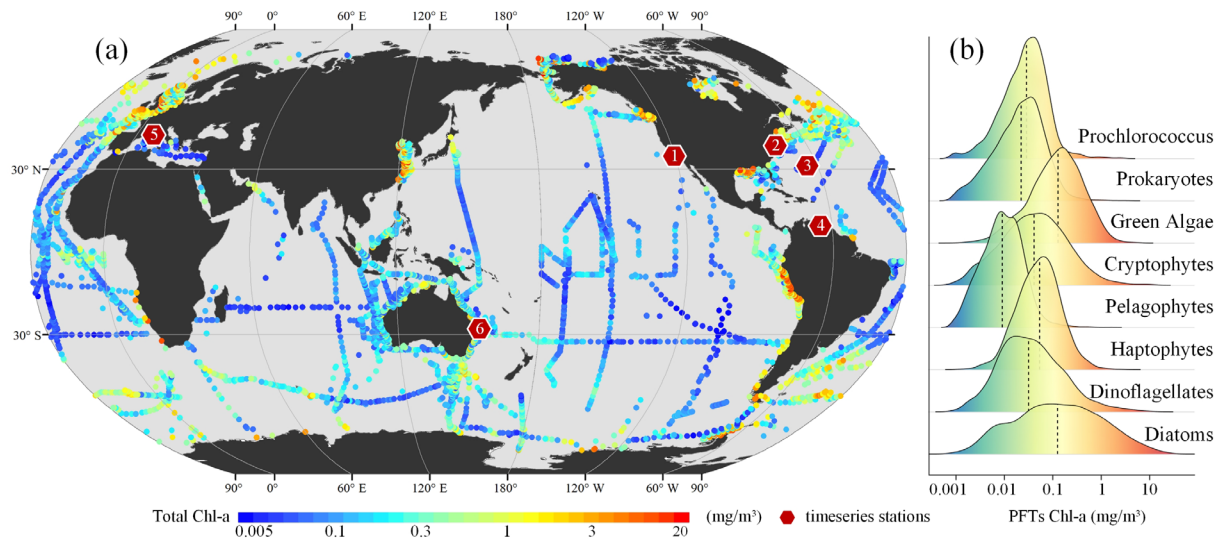 90° 0° 60° E 120° E 180° 120° W 60° W 90°
(a)
(b)
5
1
2
3
4
6
30° N
30° S
90° 0° 60° E 120° E 180° 120° W 60° W 90°
Total Chl-a
0.005 0.1 0.3 1 3 20
(mg/m³)
timeseries stations
Prochlorococcus
Prokaryotes
Green Algae
Cryptophytes
Pelagophytes
Haptophytes
Dinoflagellates
Diatoms
0.001 0.01 0.1 1 10
PFTs Chl-a (mg/m³)